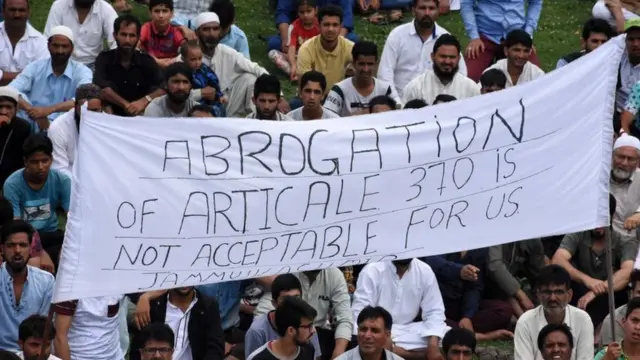 ABROGATION
OF ARTICALE 370 IS
NOT ACCEPTABLE FOR US.